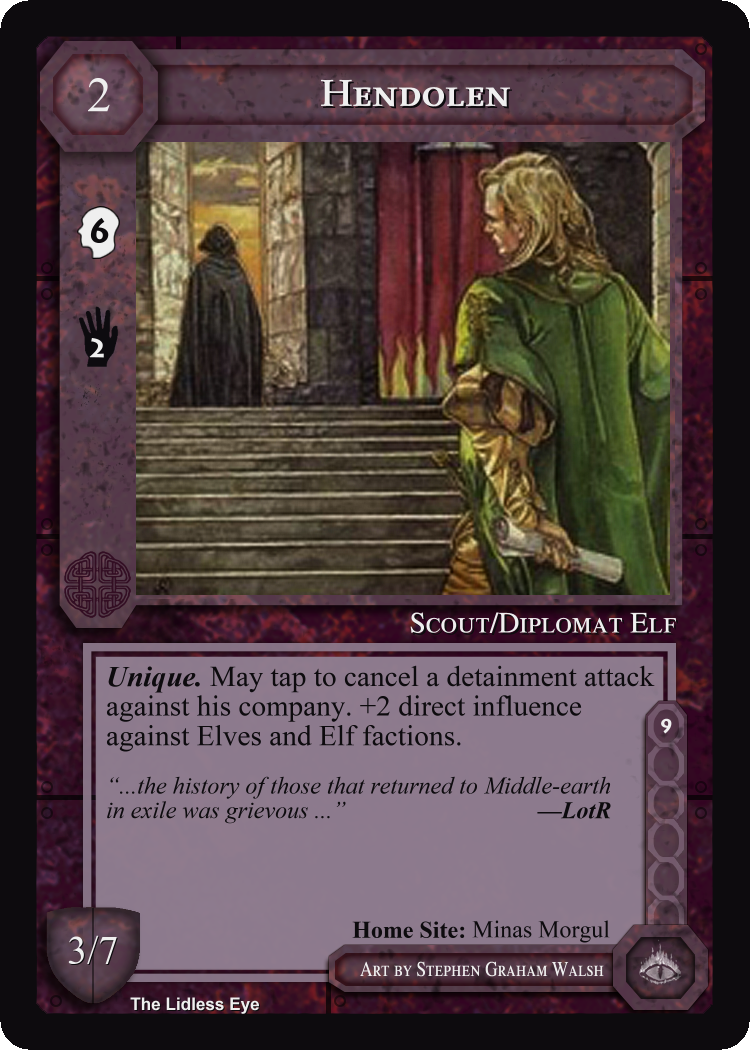 2
Hendolen
6
2
Scout/Diplomat Elf
Unique. May tap to cancel a detainment attack
against his company. +2 direct influence
against Elves and Elf factions.
9
“...the history of those that returned to Middle-earth
in exile was grievous ...”  —LotR
Home Site: Minas Morgul
3/7
Art by Stephen Graham Walsh
The Lidless Eye